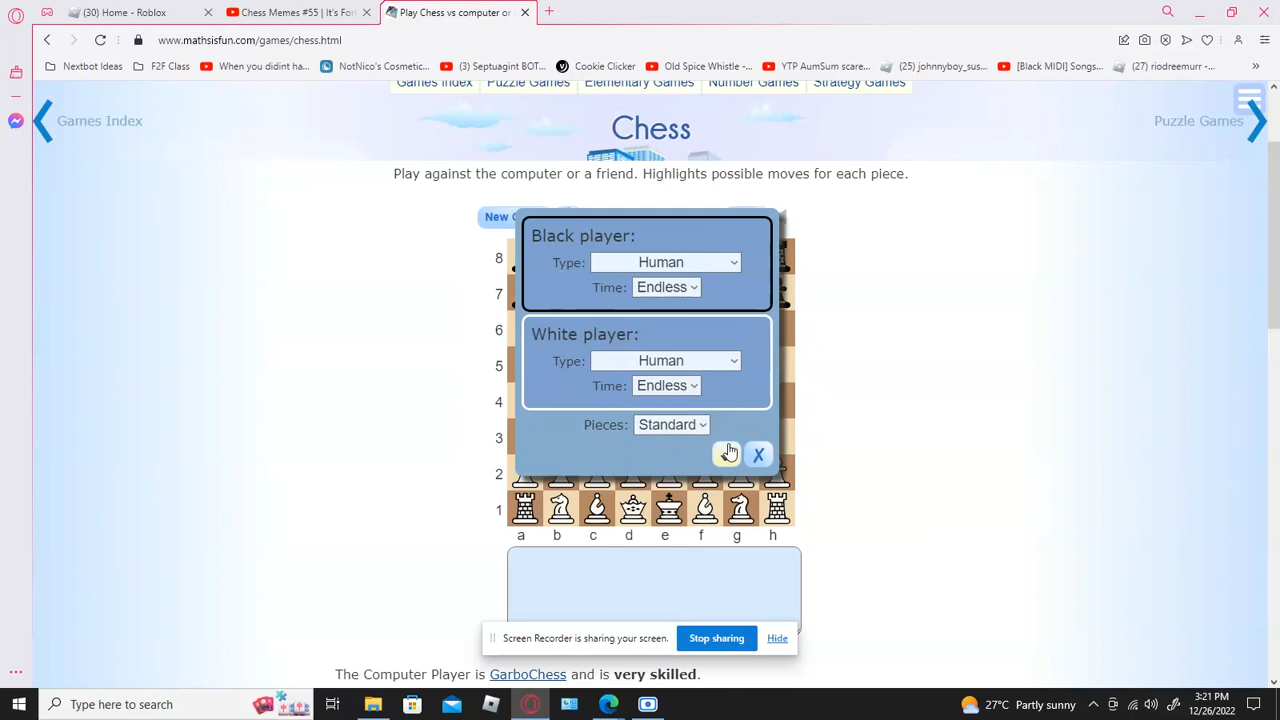 (30) Home - Roblox
Chess Memes #55 | It's Fort
Play Chess vs computer or
www.mathsisfun.com/games/chess.html
Nextbot Ideas
F2F Class
When you didint ha...
NotNico's Cosmetic...
(3) Septuagint BOT...
Cookie Clicker
Old Spice Whistle -...
YTP AumSum scare...
(25) johnnyboy_sus...
[Black MIDI] Songs...
(27) riodreemurr - ...
Games Index
Puzzle Games
Elementary Games
Number Games
Strategy Games
Games Index
Chess
Puzzle Games
Play against the computer or a friend. Highlights possible moves for each piece.
New
Black player:
Type: Human
Time: Endless
White player:
Type: Human
Time: Endless
Pieces: Standard
X
8
7
6
5
4
3
2
1
a b c d e f g h
Screen Recorder is sharing your screen.
Stop sharing
Hide
The Computer Player is GarboChess and is very skilled.
Type here to search
27°C Partly sunny
3:21 PM
12/26/2022